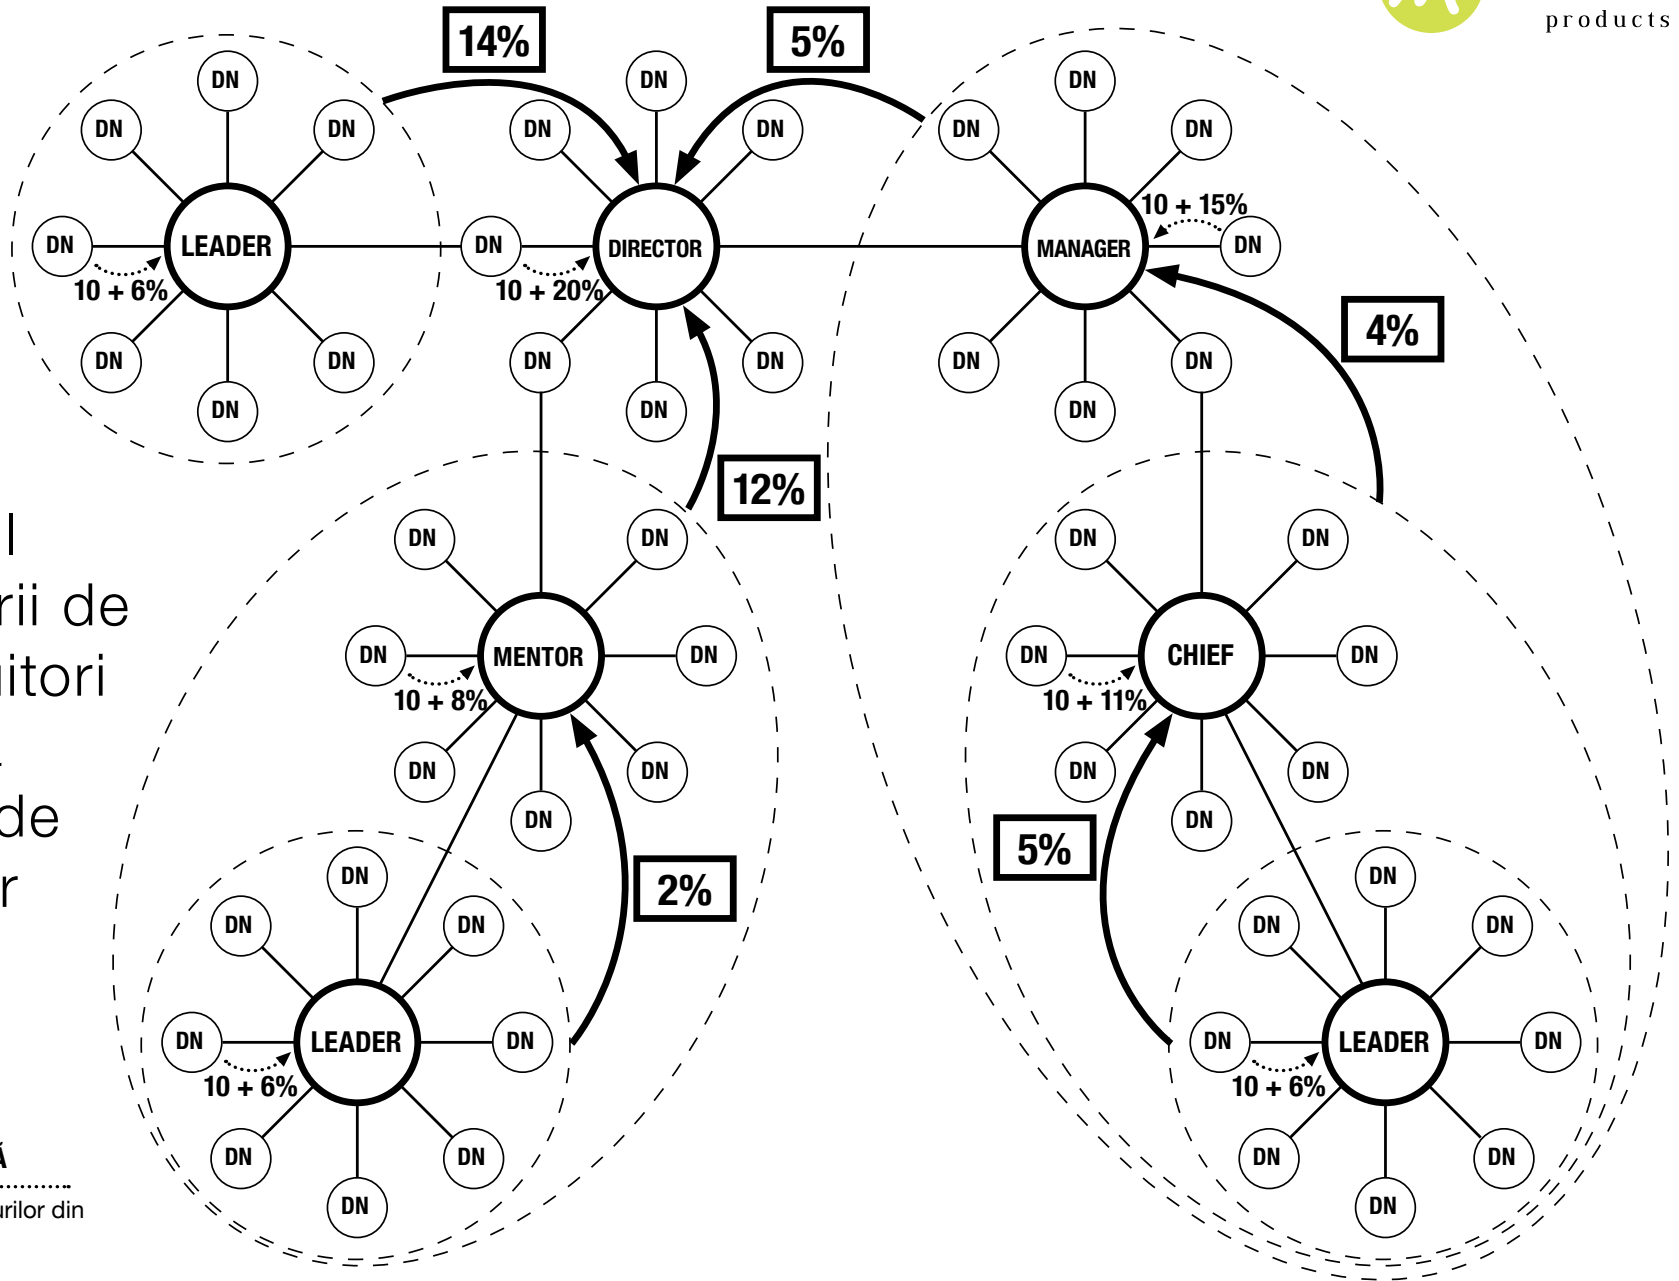 products
14%
5%
DN
DN
DN
DN
DN
DN
DN
DN
DN
10 + 15%
DN
LEADER
DN
DIRECTOR
MANAGER
DN
10 + 6%
10 + 20%
4%
DN
DN
DN
DN
DN
DN
DN
DN
DN
12%
l
DN
DN
DN
DN
rii de
DN
MENTOR
DN
DN
CHIEF
DN
uitori
10 + 8%
10 + 11%
DN
DN
DN
DN
de
DN
DN
5%
r
2%
DN
DN
DN
DN
DN
DN
DN
LEADER
DN
DN
LEADER
DN
10 + 6%
10 + 6%
Ă
DN
DN
DN
DN
urilor din
DN
DN